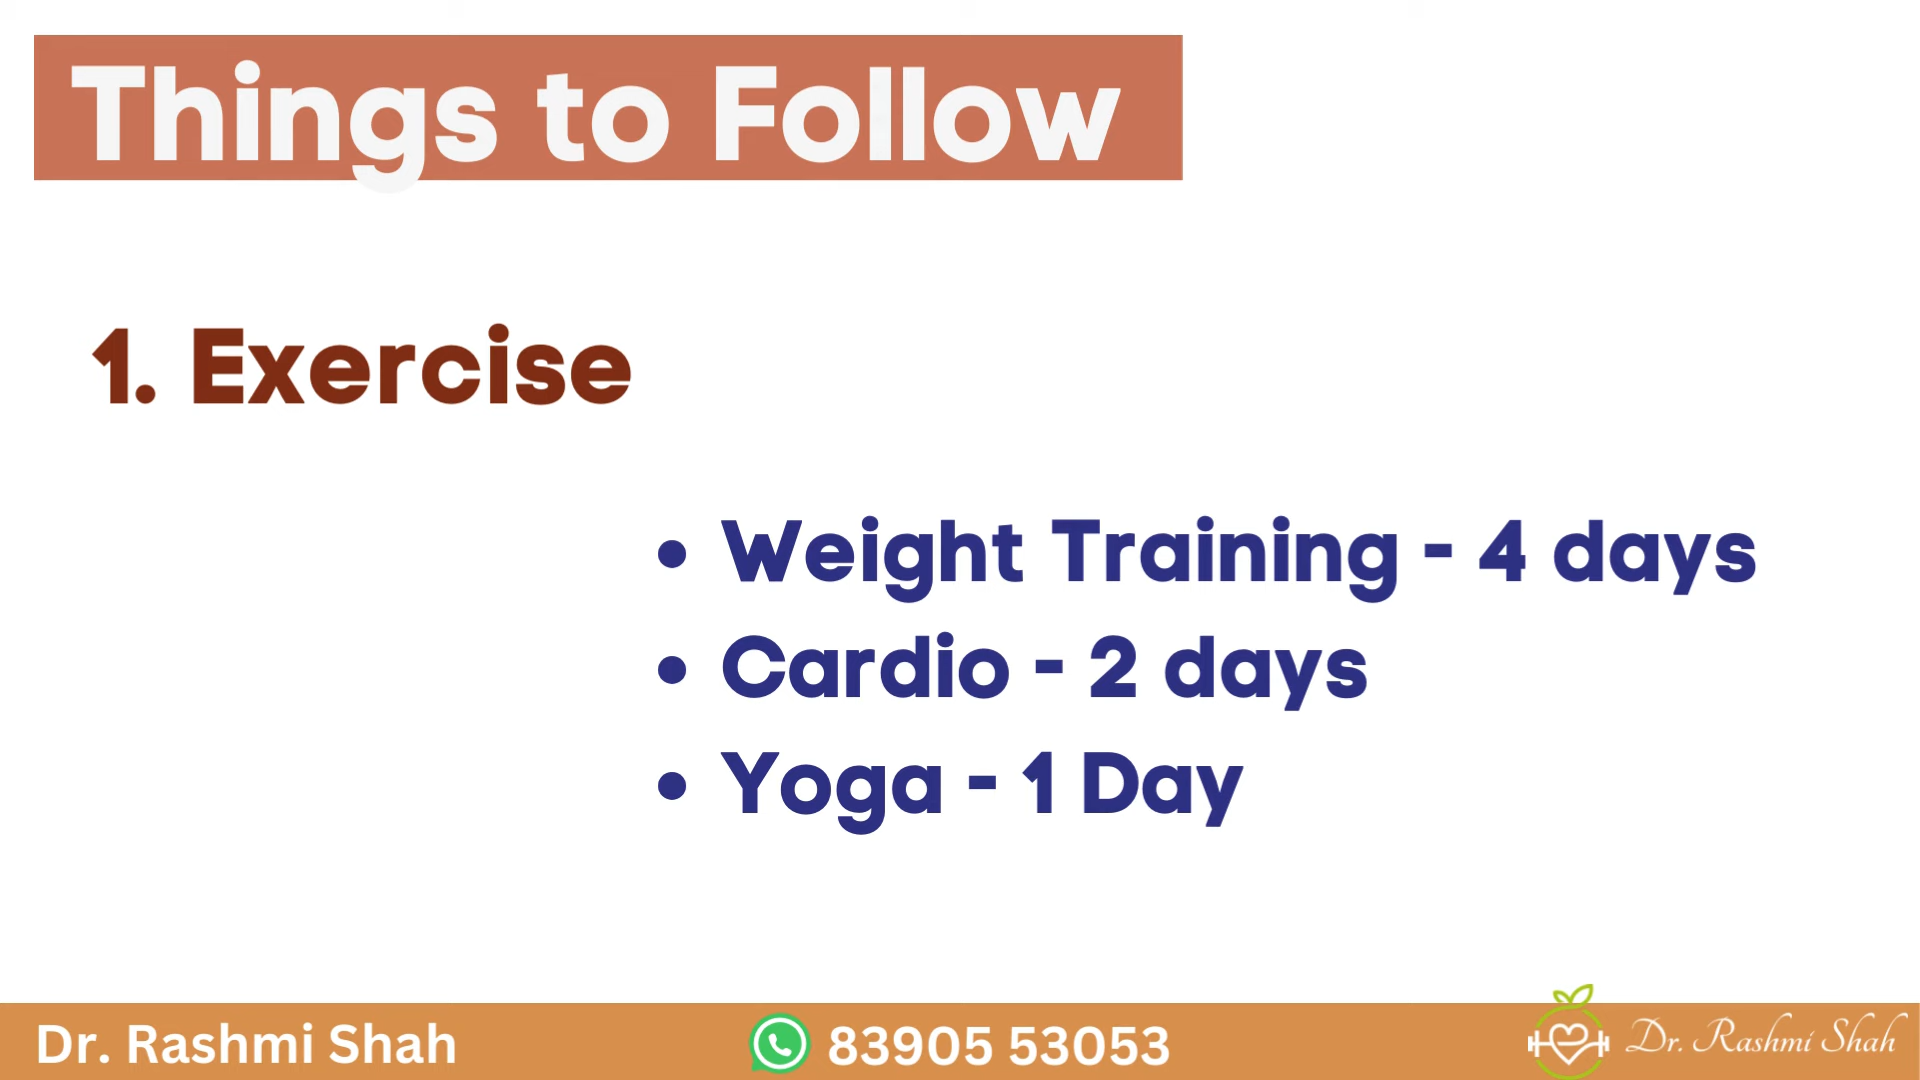 Things to Follow
1. Exercise
• Weight Training - 4 days
• Cardio - 2 days
• Yoga - 1 Day
Dr. Rashmi Shah
83905 53053
Dr. Rashmi Shah